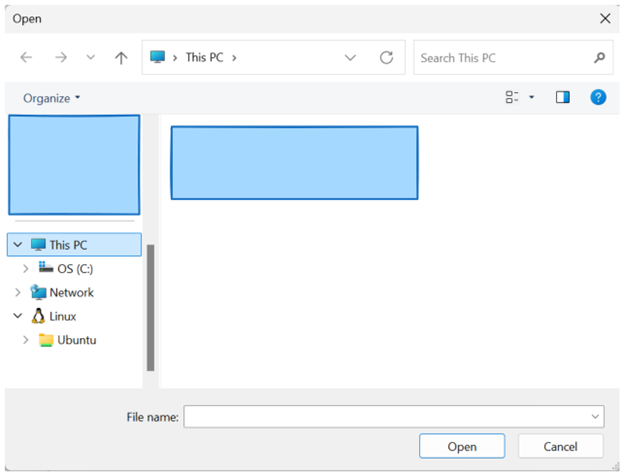 Open
This PC
Search This PC
Organize
This PC
OS (C:)
Network
Linux
Ubuntu
File name:
Open Cancel